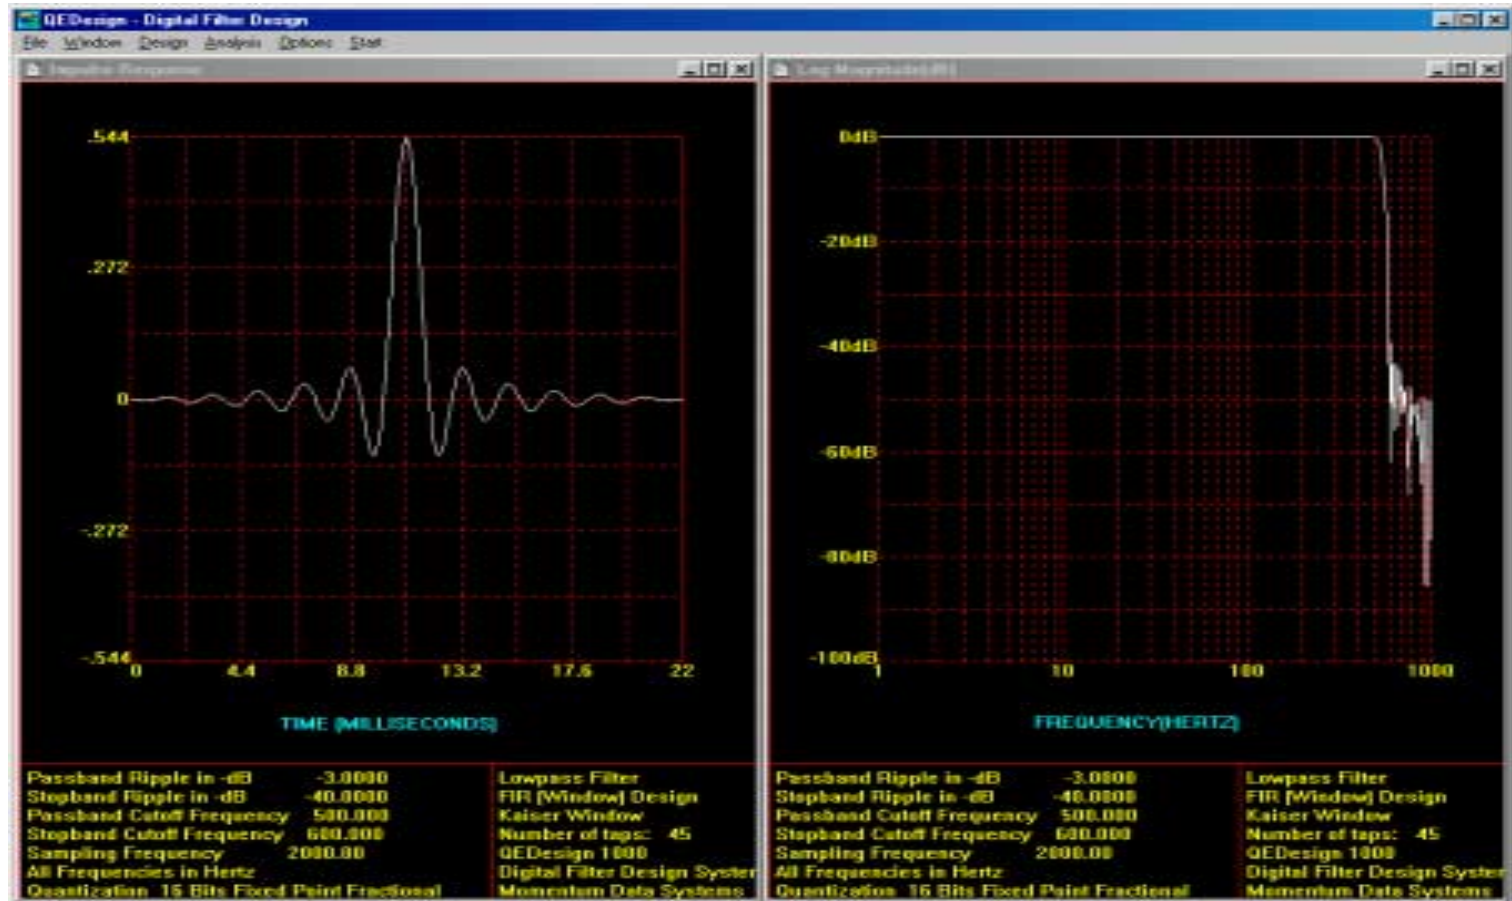 QEDesign - Digital Filter Design
File Window Design Analysis Options Start
Impulse Response
.544
.272
0
-.272
-.544
0 4.4 8.8 13.2 17.6 22
TIME (MILLISECONDS)
Passband Ripple in -dB -3.0000
Stopband Ripple in -dB -40.0000
Passband Cutoff Frequency 500.000
Stopband Cutoff Frequency 600.000
Sampling Frequency 2000.00
All Frequencies in Hertz
Quantization 16 Bits Fixed Point Fractional
Lowpass Filter
FIR [Window] Design
Kaiser Window
Number of taps: 45
QEDesign 1000
Digital Filter Design System
Momentum Data Systems
Log Magnitude(dB)
0dB
-20dB
-40dB
-60dB
-80dB
-100dB
1 10 100 1000
FREQUENCY(HERTZ)
Passband Ripple in -dB -3.0000
Stopband Ripple in -dB -40.0000
Passband Cutoff Frequency 500.000
Stopband Cutoff Frequency 600.000
Sampling Frequency 2000.00
All Frequencies in Hertz
Quantization 16 Bits Fixed Point Fractional
Lowpass Filter
FIR [Window] Design
Kaiser Window
Number of taps: 45
QEDesign 1000
Digital Filter Design System
Momentum Data Systems